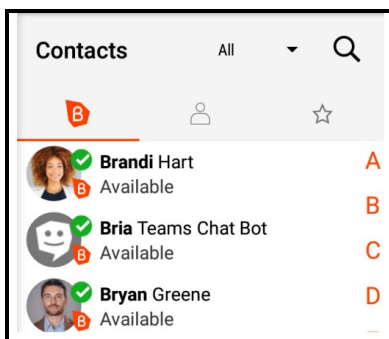 Contacts All
B
Brandi Hart A
B Available
B
Bria Teams Chat Bot
B Available C
Bryan Greene D
B Available